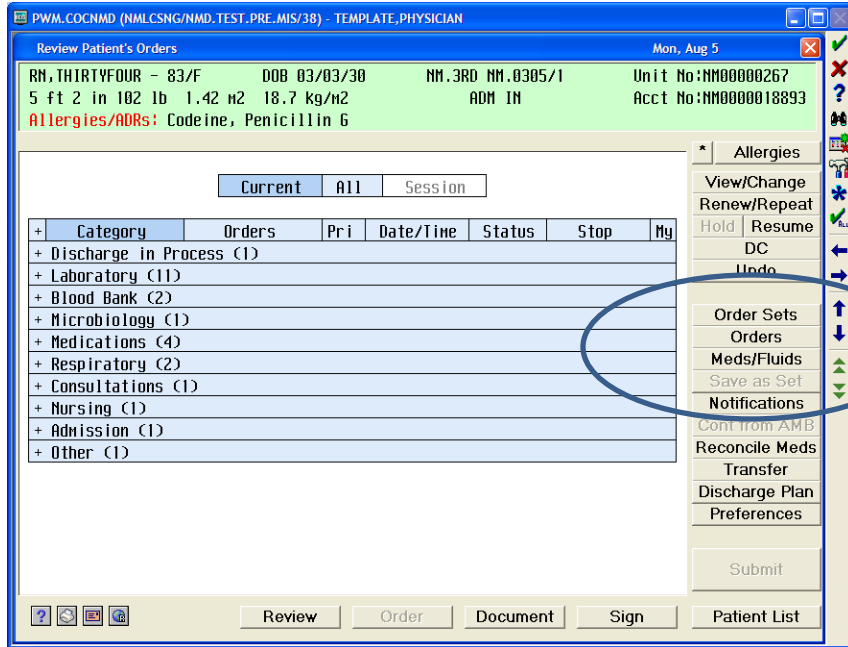 PWM.COCNMD (NMLCSNG/NMD.TEST.PRE.MIS/38) - TEMPLATE,PHYSICIAN
Review Patient's Orders Mon, Aug 5
RM,THIRTYFOUR - 83/F DOB 03/03/30 NM.3RD NM.0305/1 Unit No:NM00000267
5 ft 2 in 102 lb 1.42 m2 18.7 kg/m2 ADM IN Acct No:NM0000018893
Allergies/ADRs: Codeine, Penicillin G
* Allergies
Current All Session
View/Change
Renew/Repeat
Hold Resume
DC
Undo
+ Category Orders Pri Date/Time Status Stop My
+ Discharge in Process (1)
+ Laboratory (11)
+ Blood Bank (2)
+ Microbiology (1)
+ Medications (4)
+ Respiratory (2)
+ Consultations (1)
+ Nursing (1)
+ Admission (1)
+ Other (1)
Order Sets
Orders
Meds/Fluids
Save as Set
Notifications
Cont from AMB
Reconcile Meds
Transfer
Discharge Plan
Preferences
Submit
Review Order Document Sign Patient List